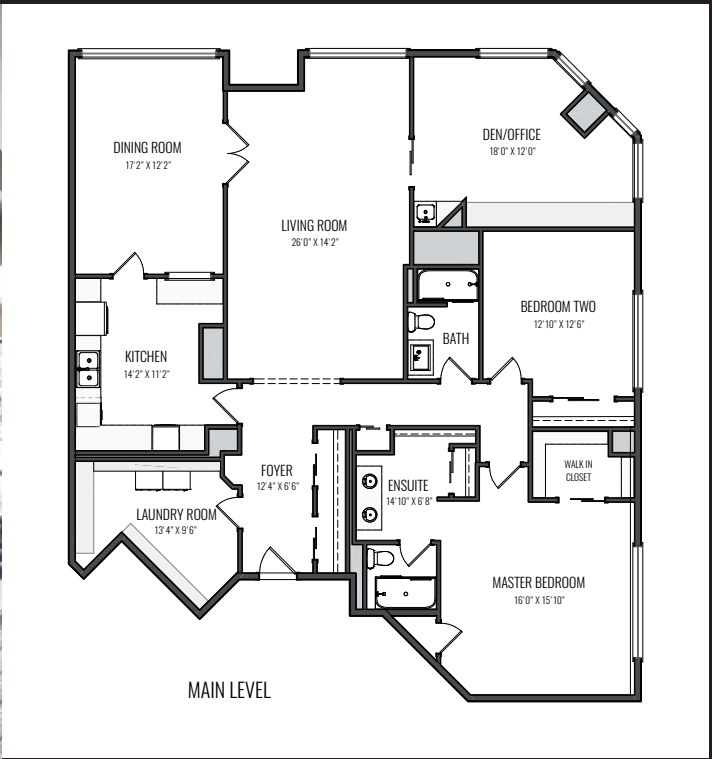 DINING ROOM
17'2" X 12'2"
DEN/OFFICE
18'0" X 12'0"
LIVING ROOM
26'0" X 14'2"
BEDROOM TWO
12'10" X 12'6"
BATH
KITCHEN
14'2" X 11'2"
FOYER
12'4" X 6'6"
ENSUITE
14'10" X 6'8"
WALK IN
CLOSET
LAUNDRY ROOM
13'4" X 9'6"
MASTER BEDROOM
16'0" X 15'10"
MAIN LEVEL